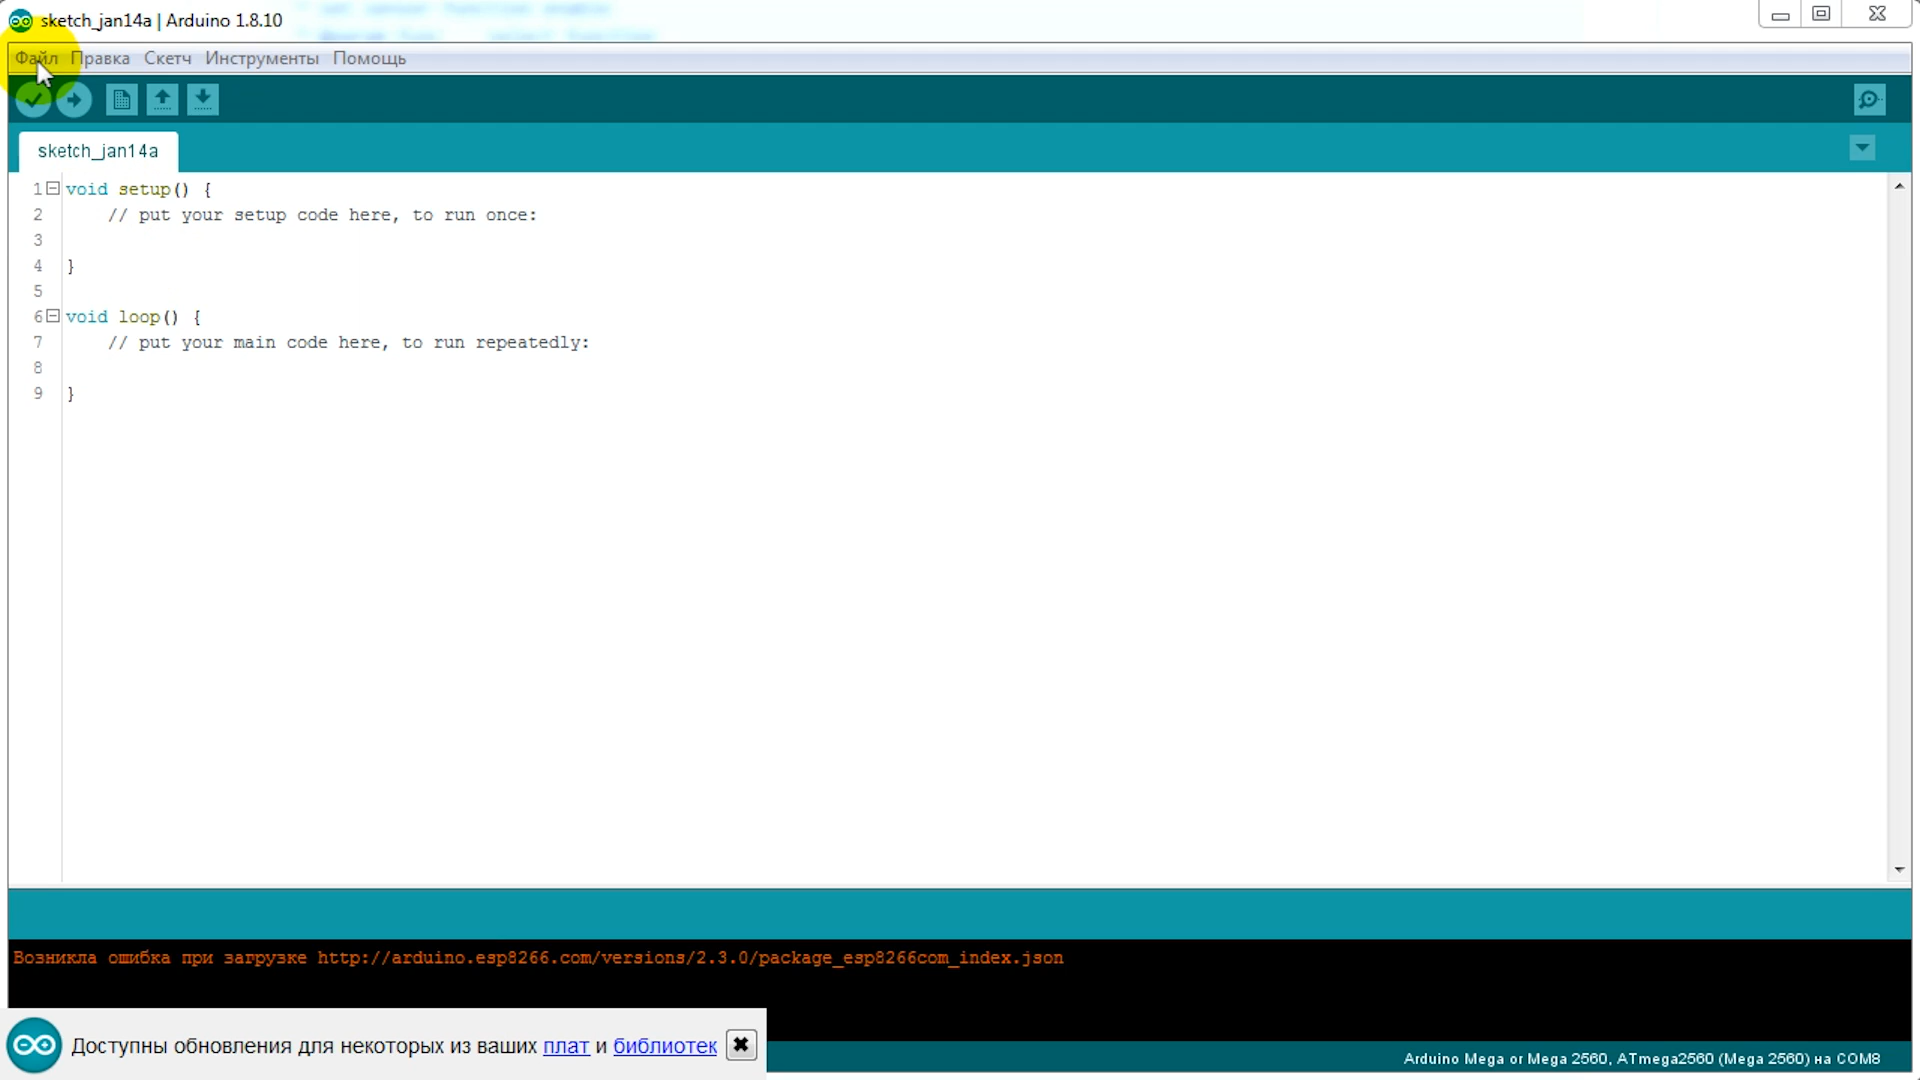 sketch_jan14a | Arduino 1.8.10
Файл Правка Скетч Инструменты Помощь
sketch_jan14a
1 void setup() {
2 // put your setup code here, to run once:
3
4 }
5
6 void loop() {
7 // put your main code here, to run repeatedly:
8
9 }
Возникла ошибка при загрузке http://arduino.esp8266.com/versions/2.3.0/package_esp8266com_index.json
Доступны обновления для некоторых из ваших плат и библиотек
Arduino Mega or Mega 2560, ATmega2560 (Mega 2560) на COM8